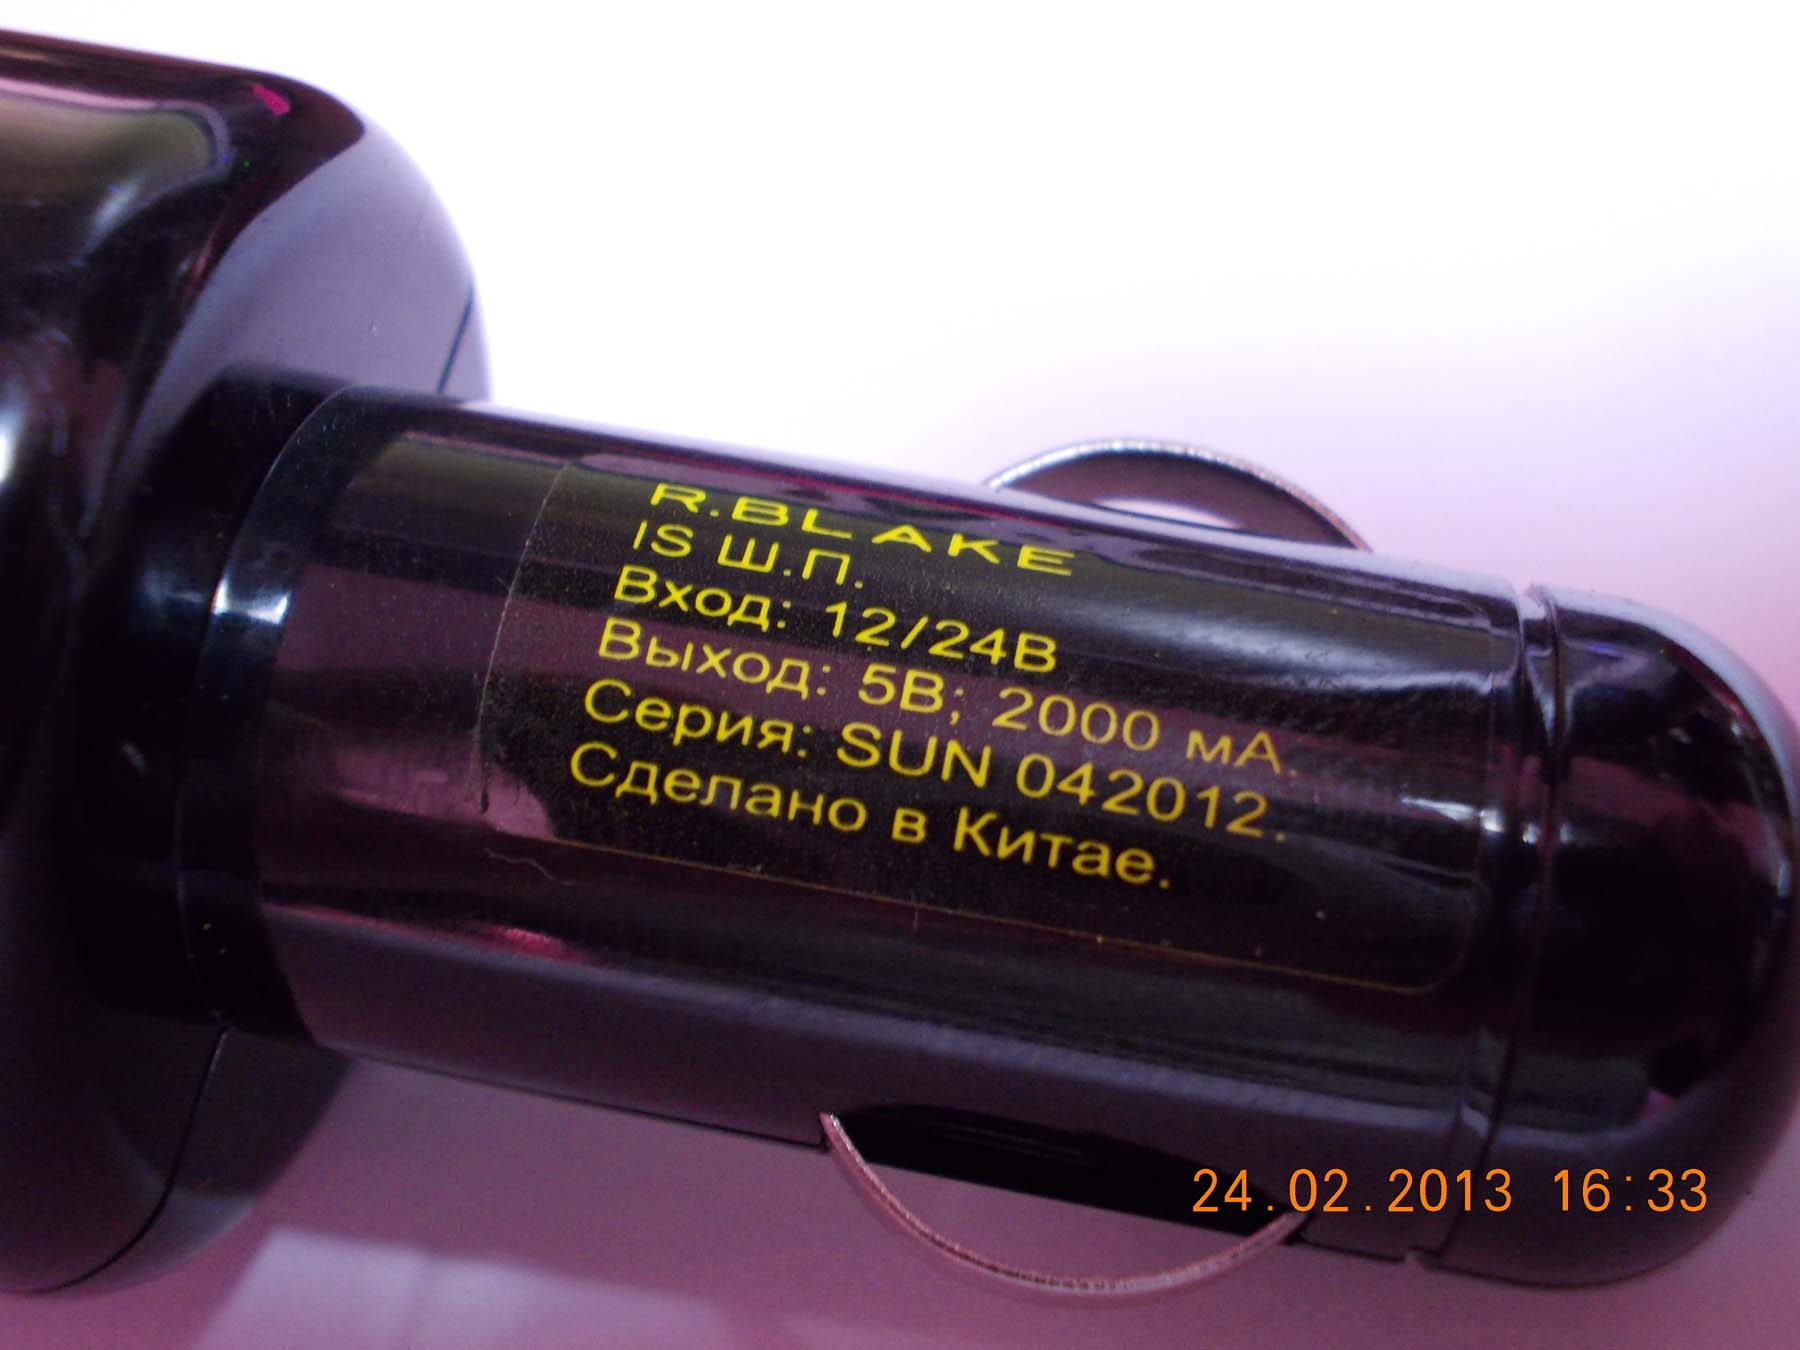 R.BLAKE
IS Ш.П.
Вход: 12/24В
Выход: 5В; 2000 мА.
Серия: SUN 042012.
Сделано в Китае.
24.02.2013 16:33